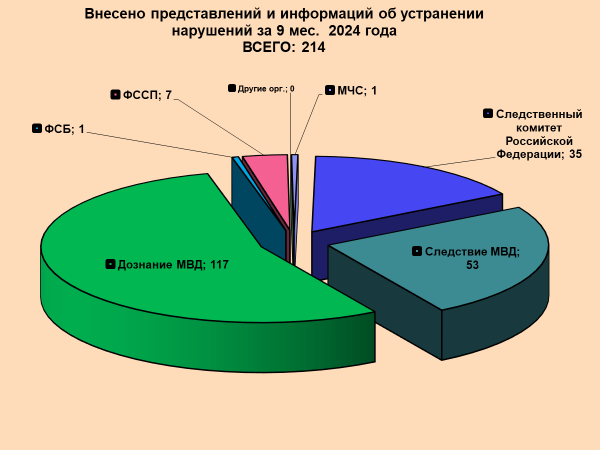 Внесено представлений и информаций об устранении
нарушений за 9 мес. 2024 года
ВСЕГО: 214
Другие орг.; 0
МЧС; 1
ФССП; 7
ФСБ; 1
Следственный
комитет
Российской
Федерации; 35
Следствие МВД;
53
Дознание МВД; 117